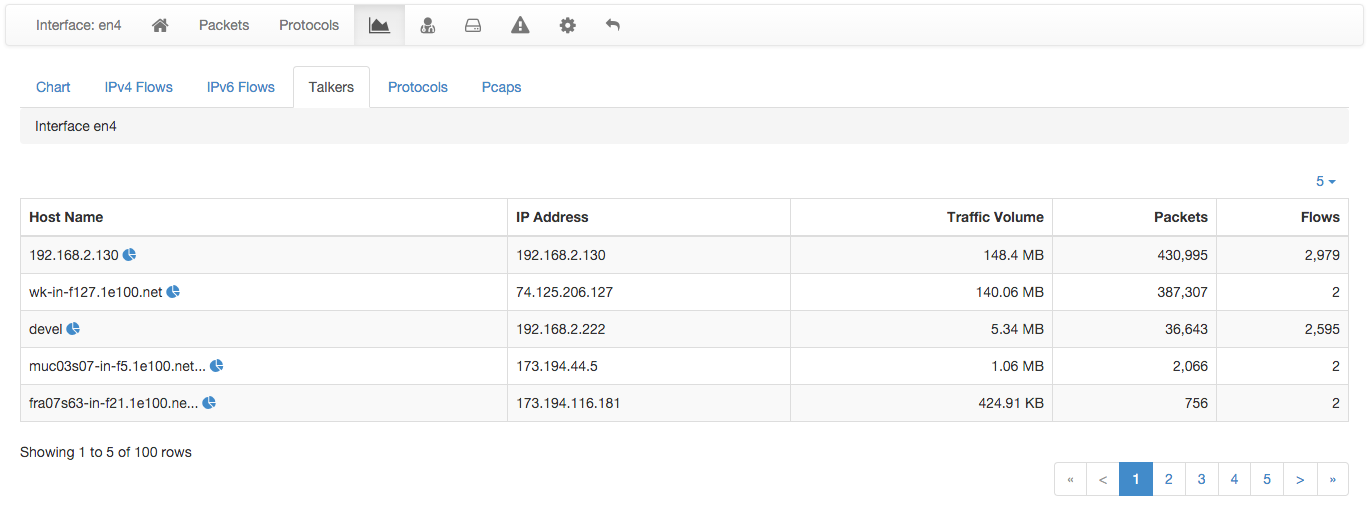 Interface: en4 Packets Protocols
Chart IPv4 Flows IPv6 Flows Talkers Protocols Pcaps
Interface en4
5
Host Name IP Address Traffic Volume Packets Flows
192.168.2.130 192.168.2.130 148.4 MB 430,995 2,979
wk-in-f127.1e100.net 74.125.206.127 140.06 MB 387,307 2
devel 192.168.2.222 5.34 MB 36,643 2,595
muc03s07-in-f5.1e100.net... 173.194.44.5 1.06 MB 2,066 2
fra07s63-in-f21.1e100.ne... 173.194.116.181 424.91 KB 756 2
Showing 1 to 5 of 100 rows
« < 1 2 3 4 5 > »